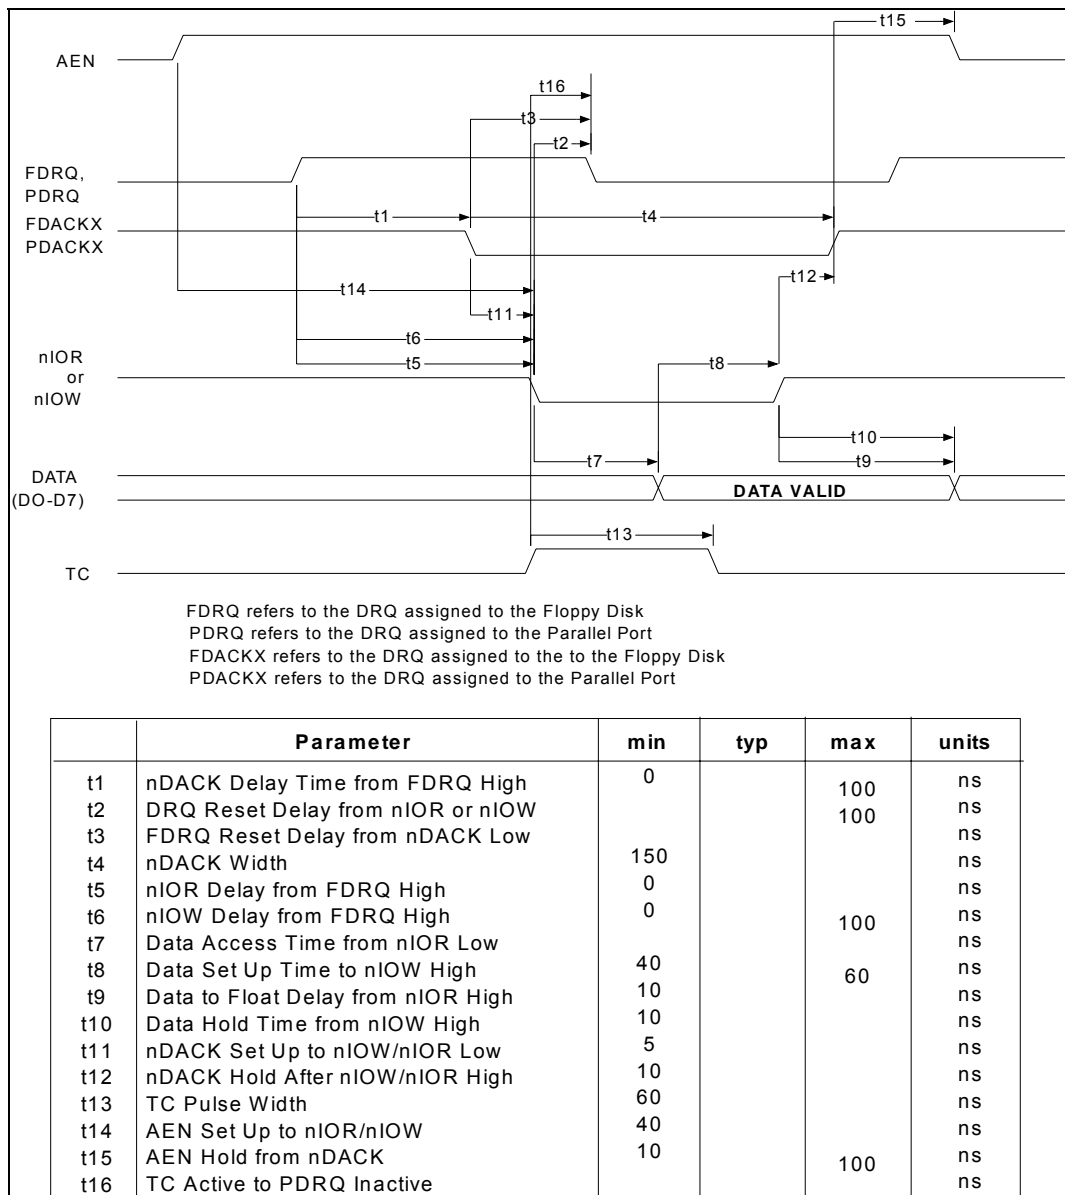 t15
AEN
t16
t3
t2
FDRQ,
PDRQ
t1
t4
FDACKX
PDACKX
t12
t14
t11
t6
t5
t8
nIOR
or
nIOW
t10
t7
t9
DATA
(DO-D7)
DATA VALID
t13
TC
FDRQ refers to the DRQ assigned to the Floppy Disk
PDRQ refers to the DRQ assigned to the Parallel Port
FDACKX refers to the DRQ assigned to the to the Floppy Disk
PDACKX refers to the DRQ assigned to the Parallel Port
Parameter min typ max units
t1 nDACK Delay Time from FDRQ High 0 100 ns
t2 DRQ Reset Delay from nIOR or nIOW 100 ns
t3 FDRQ Reset Delay from nDACK Low ns
t4 nDACK Width 150 ns
t5 nIOR Delay from FDRQ High 0 ns
t6 nIOW Delay from FDRQ High 0 100 ns
t7 Data Access Time from nIOR Low ns
t8 Data Set Up Time to nIOW High 40 60 ns
t9 Data to Float Delay from nIOR High 10 ns
t10 Data Hold Time from nIOW High 10 ns
t11 nDACK Set Up to nIOW/nIOR Low 5 ns
t12 nDACK Hold After nIOW/nIOR High 10 ns
t13 TC Pulse Width 60 ns
t14 AEN Set Up to nIOR/nIOW 40 ns
t15 AEN Hold from nDACK 10 100 ns
t16 TC Active to PDRQ Inactive ns